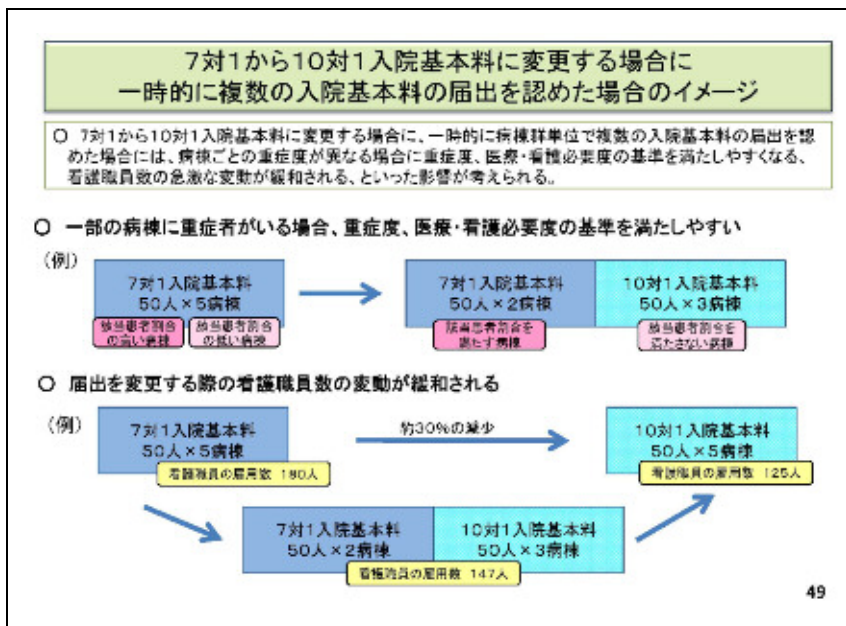 7対1から10対1入院基本料に変更する場合に
一時的に複数の入院基本料の届出を認めた場合のイメージ
○ 7対1から10対1入院基本料に変更する場合に、一時的に病棟群単位で複数の入院基本料の届出を認
めた場合には、病棟ごとの重症度が異なる場合に重症度、医療・看護必要度の基準を満たしやすくなる、
看護職員数の急激な変動が緩和される、といった影響が考えられる。
○ 一部の病棟に重症者がいる場合、重症度、医療・看護必要度の基準を満たしやすい
(例)
7対1入院基本料
50人×5病棟
該当患者割合
の高い病棟
該当患者割合
の低い病棟
7対1入院基本料
50人×2病棟
該当患者割合を
満たす病棟
10対1入院基本料
50人×3病棟
該当患者割合を
満たさない病棟
○ 届出を変更する際の看護職員数の変動が緩和される
(例)
7対1入院基本料
50人×5病棟
看護職員の雇用数 180人
約30%の減少
10対1入院基本料
50人×5病棟
看護職員の雇用数 125人
7対1入院基本料
50人×2病棟
10対1入院基本料
50人×3病棟
看護職員の雇用数 147人
49